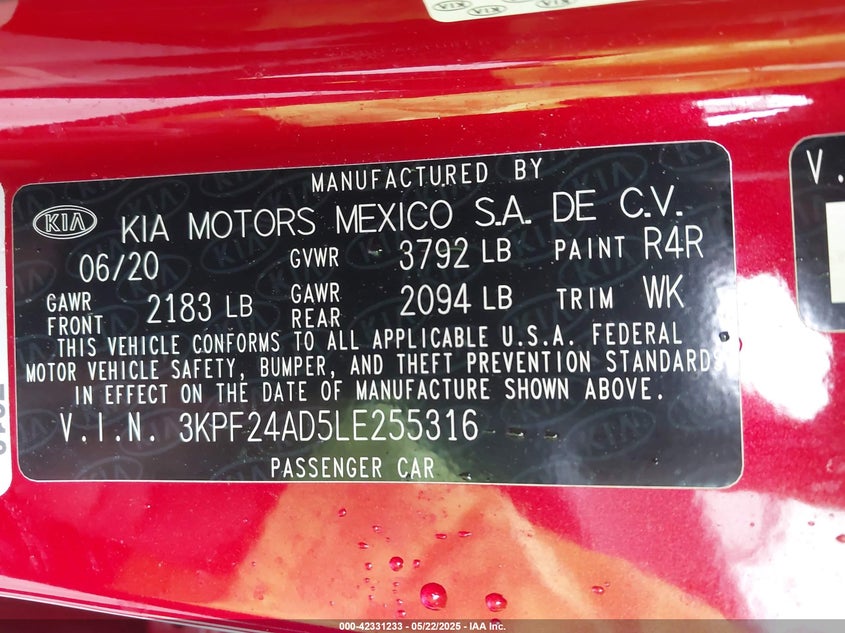 MANUFACTURED BY
KIA KIA MOTORS MEXICO S.A. DE C.V.
06/20 GVWR 3792 LB PAINT R4R
GAWR FRONT 2183 LB GAWR REAR 2094 LB TRIM WK
THIS VEHICLE CONFORMS TO ALL APPLICABLE U.S.A. FEDERAL
MOTOR VEHICLE SAFETY, BUMPER, AND THEFT PREVENTION STANDARDS
IN EFFECT ON THE DATE OF MANUFACTURE SHOWN ABOVE.
V.I.N. 3KPF24AD5LE255316
PASSENGER CAR
V.
000-42331233 - 05/22/2025 - IAA Inc.